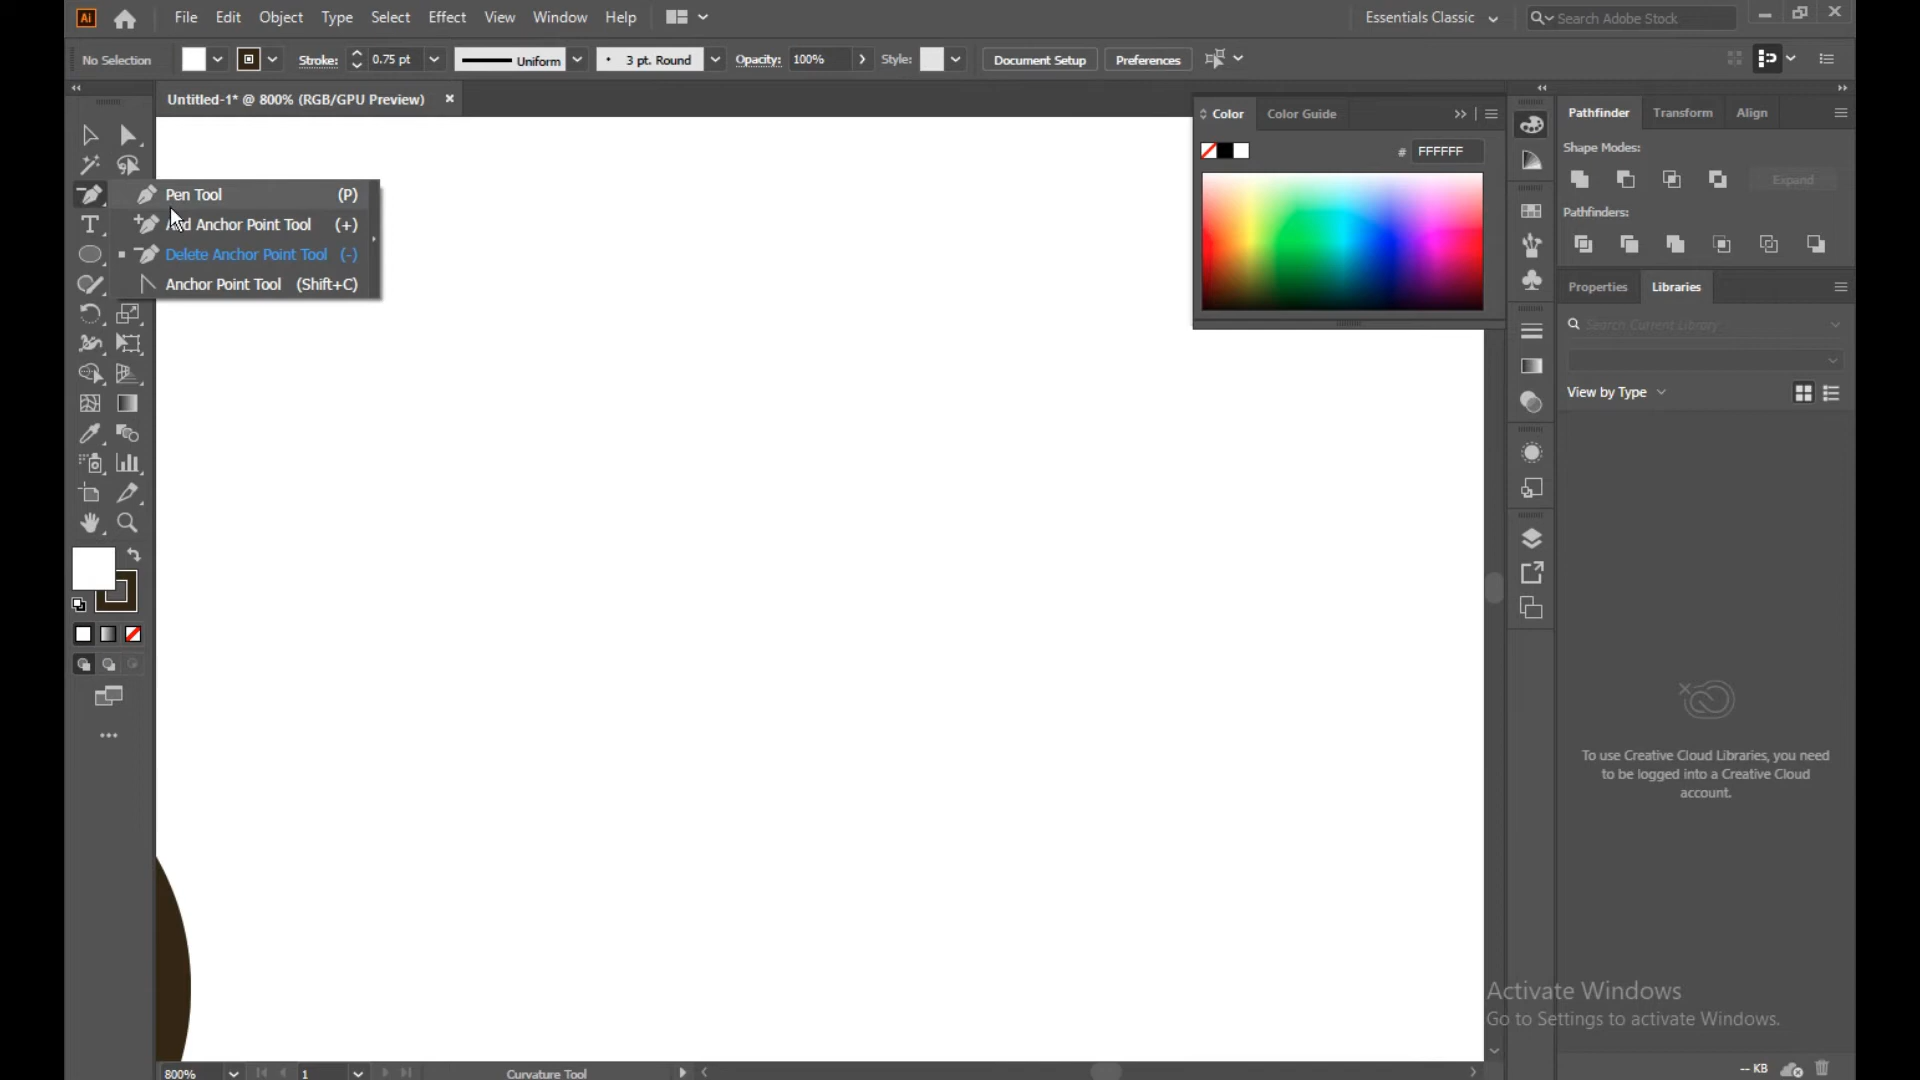 Ai File Edit Object Type Select Effect View Window Help Essentials Classic Search Adobe Stock
No Selection Stroke: 0.75 pt Uniform 3 pt. Round Opacity: 100% Style: Document Setup Preferences
Untitled-1* @ 800% (RGB/GPU Preview)
Color Color Guide
# FFFFFF
Pathfinder Transform Align
Shape Modes:
Expand
Pathfinders:
Pen Tool (P)
Add Anchor Point Tool (+)
Delete Anchor Point Tool (-)
Anchor Point Tool (Shift+C)
Properties Libraries
Search Current Library
View by Type
To use Creative Cloud Libraries, you need
to be logged into a Creative Cloud
account.
Activate Windows
Go to Settings to activate Windows.
800% 1 Curvature Tool
-- KB